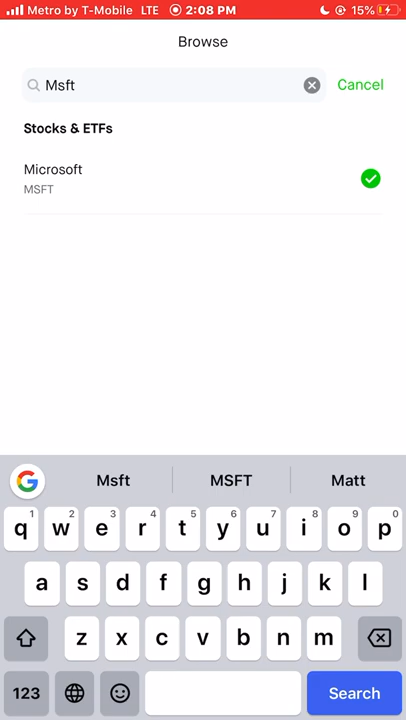 Metro by T-Mobile LTE 2:08 PM 15%
Browse
Msft Cancel
Stocks & ETFs
Microsoft
MSFT
G Msft MSFT Matt
1 2 3 4 5 6 7 8 9 0
q w e r t y u i o p
a s d f g h j k l
z x c v b n m
123 Search